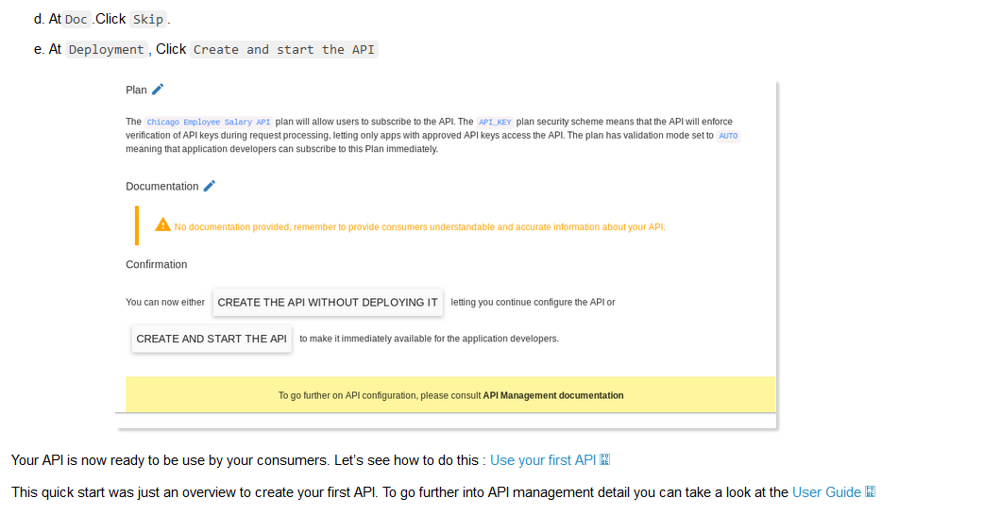 d. At Doc .Click Skip .
e. At Deployment , Click Create and start the API
Plan
The Chicago Employee Salary API plan will allow users to subscribe to the API. The API_KEY plan security scheme means that the API will enforce
verification of API keys during request processing, letting only apps with approved API keys access the API. The plan has validation mode set to AUTO
meaning that application developers can subscribe to this Plan immediately.
Documentation
No documentation provided, remember to provide consumers understandable and accurate information about your API.
Confirmation
You can now either CREATE THE API WITHOUT DEPLOYING IT letting you continue configure the API or
CREATE AND START THE API to make it immediately available for the application developers.
To go further on API configuration, please consult API Management documentation
Your API is now ready to be use by your consumers. Let's see how to do this : Use your first API
This quick start was just an overview to create your first API. To go further into API management detail you can take a look at the User Guide